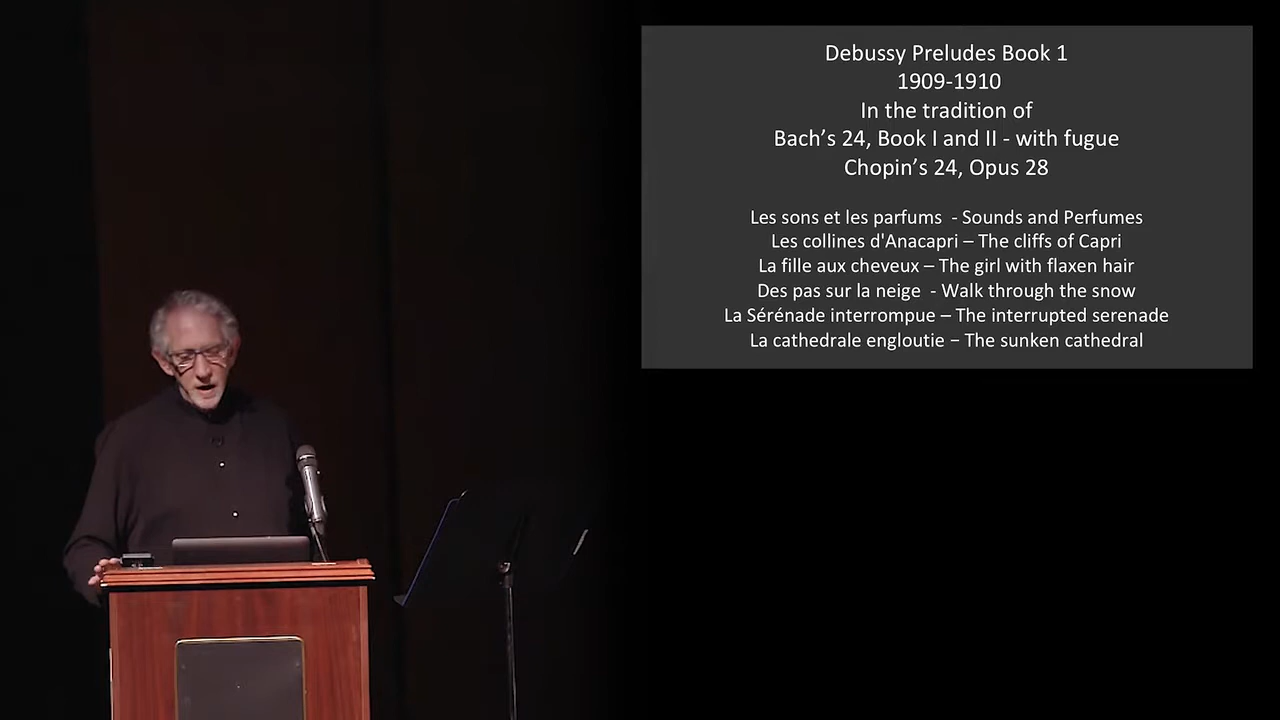 Debussy Preludes Book 1
1909-1910
In the tradition of
Bach’s 24, Book I and II - with fugue
Chopin’s 24, Opus 28
Les sons et les parfums - Sounds and Perfumes
Les collines d'Anacapri – The cliffs of Capri
La fille aux cheveux – The girl with flaxen hair
Des pas sur la neige - Walk through the snow
La Sérénade interrompue – The interrupted serenade
La cathedrale engloutie – The sunken cathedral